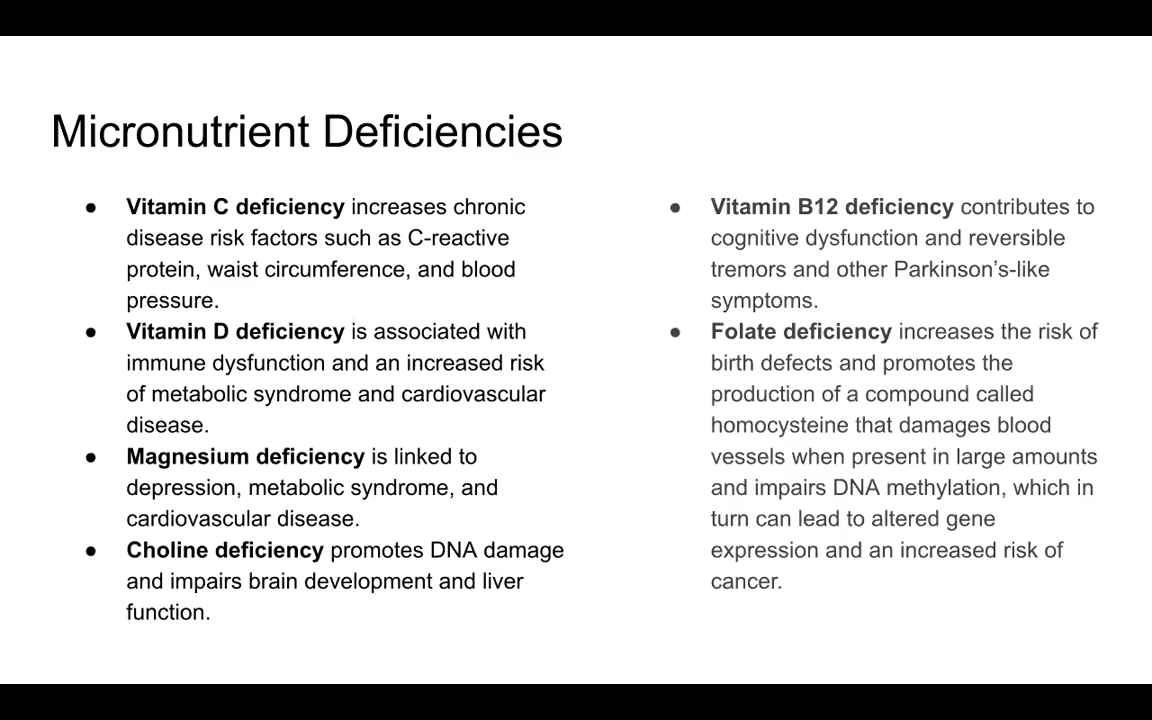 Micronutrient Deficiencies
● Vitamin C deficiency increases chronic
disease risk factors such as C-reactive
protein, waist circumference, and blood
pressure.
● Vitamin D deficiency is associated with
immune dysfunction and an increased risk
of metabolic syndrome and cardiovascular
disease.
● Magnesium deficiency is linked to
depression, metabolic syndrome, and
cardiovascular disease.
● Choline deficiency promotes DNA damage
and impairs brain development and liver
function.
● Vitamin B12 deficiency contributes to
cognitive dysfunction and reversible
tremors and other Parkinson’s-like
symptoms.
● Folate deficiency increases the risk of
birth defects and promotes the
production of a compound called
homocysteine that damages blood
vessels when present in large amounts
and impairs DNA methylation, which in
turn can lead to altered gene
expression and an increased risk of
cancer.